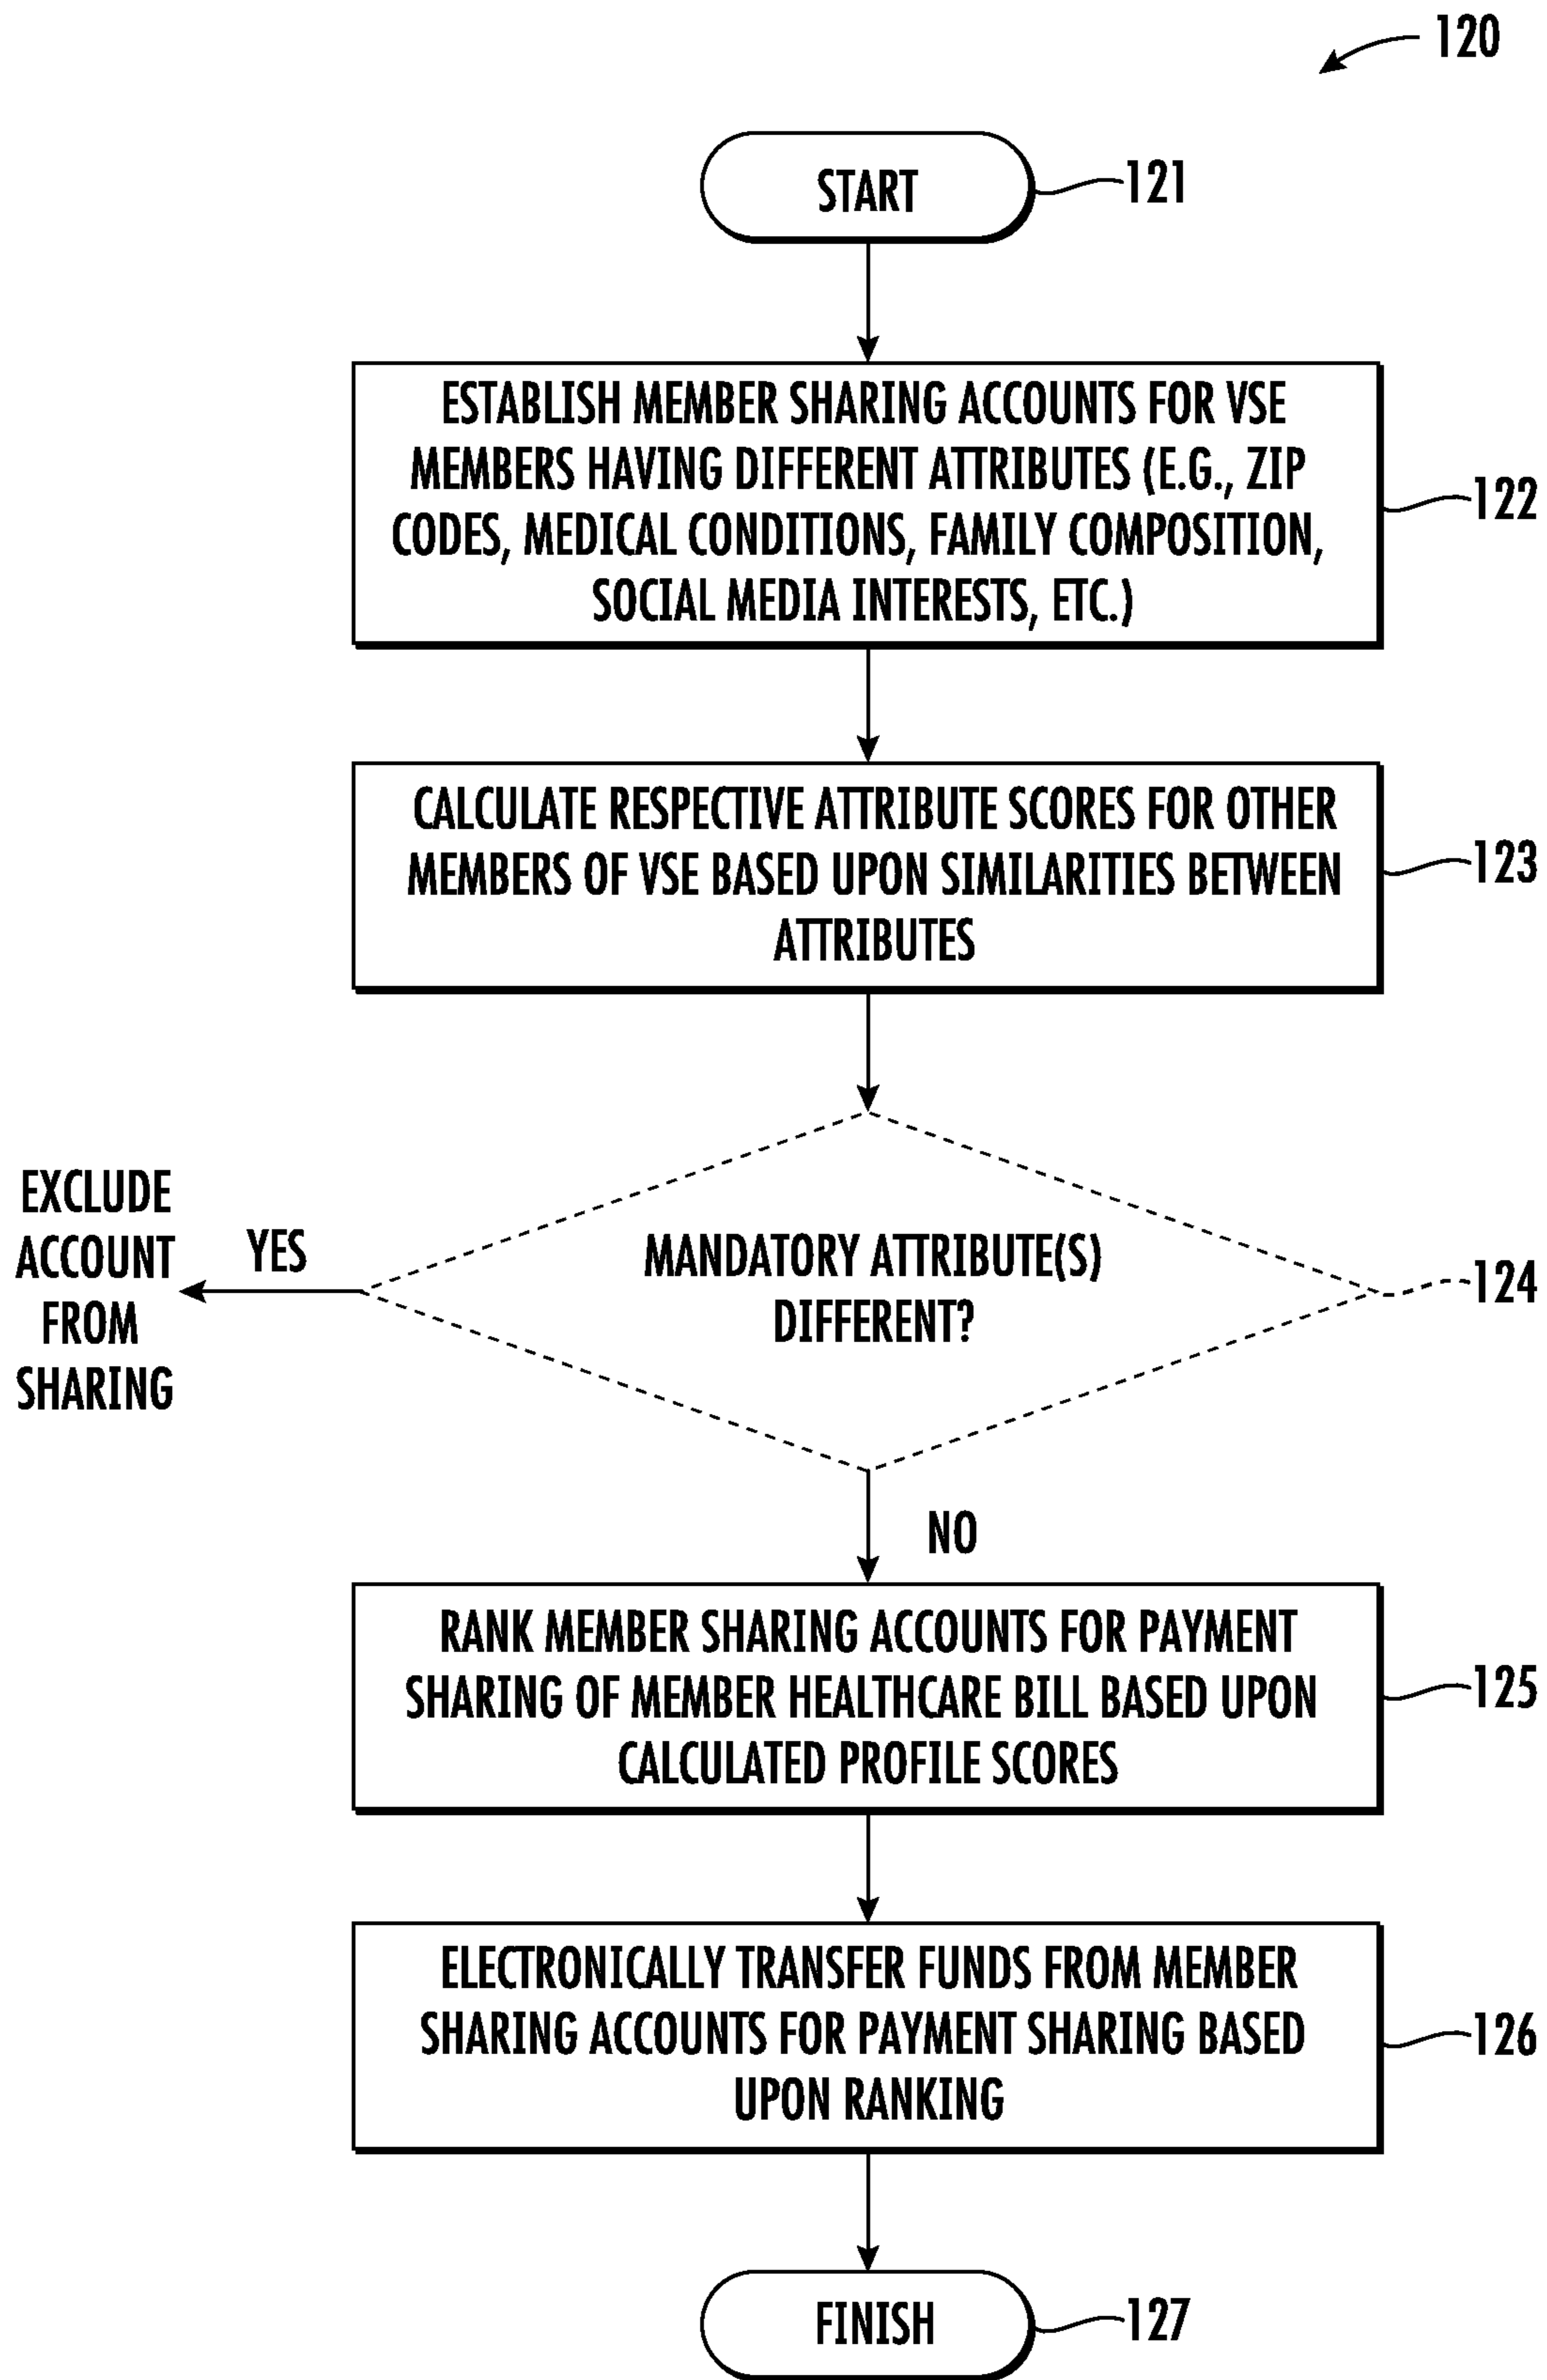 120
START
121
ESTABLISH MEMBER SHARING ACCOUNTS FOR VSE
MEMBERS HAVING DIFFERENT ATTRIBUTES (E.G., ZIP
CODES, MEDICAL CONDITIONS, FAMILY COMPOSITION,
SOCIAL MEDIA INTERESTS, ETC.)
122
CALCULATE RESPECTIVE ATTRIBUTE SCORES FOR OTHER
MEMBERS OF VSE BASED UPON SIMILARITIES BETWEEN
ATTRIBUTES
123
EXCLUDE
ACCOUNT
FROM
SHARING
YES
MANDATORY ATTRIBUTE(S)
DIFFERENT?
124
NO
RANK MEMBER SHARING ACCOUNTS FOR PAYMENT
SHARING OF MEMBER HEALTHCARE BILL BASED UPON
CALCULATED PROFILE SCORES
125
ELECTRONICALLY TRANSFER FUNDS FROM MEMBER
SHARING ACCOUNTS FOR PAYMENT SHARING BASED
UPON RANKING
126
FINISH
127